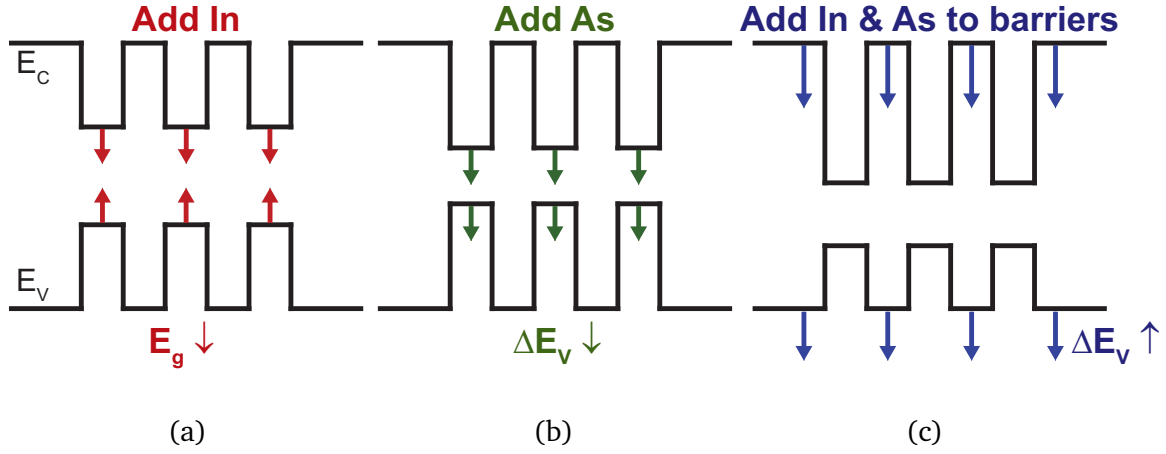 Add In
Add As
Add In & As to barriers
E_C
E_V
E_g ↓
ΔE_V ↓
ΔE_V ↑
(a)
(b)
(c)